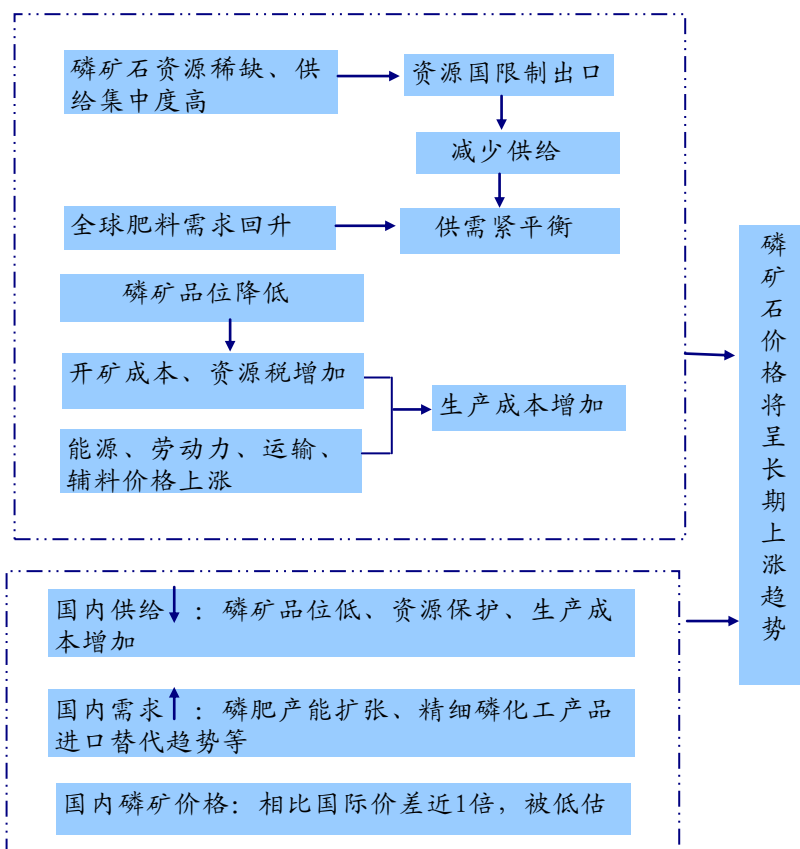 磷矿石资源稀缺、供
给集中度高
资源国限制出口
减少供给
全球肥料需求回升
供需紧平衡
磷矿品位降低
开矿成本、资源税增加
生产成本增加
能源、劳动力、运输、
辅料价格上涨
国内供给：磷矿品位低、资源保护、生产成
本增加
国内需求：磷肥产能扩张、精细磷化工产品
进口替代趋势等
国内磷矿价格：相比国际价差近1倍，被低估
磷矿石价格将呈长期上涨趋势